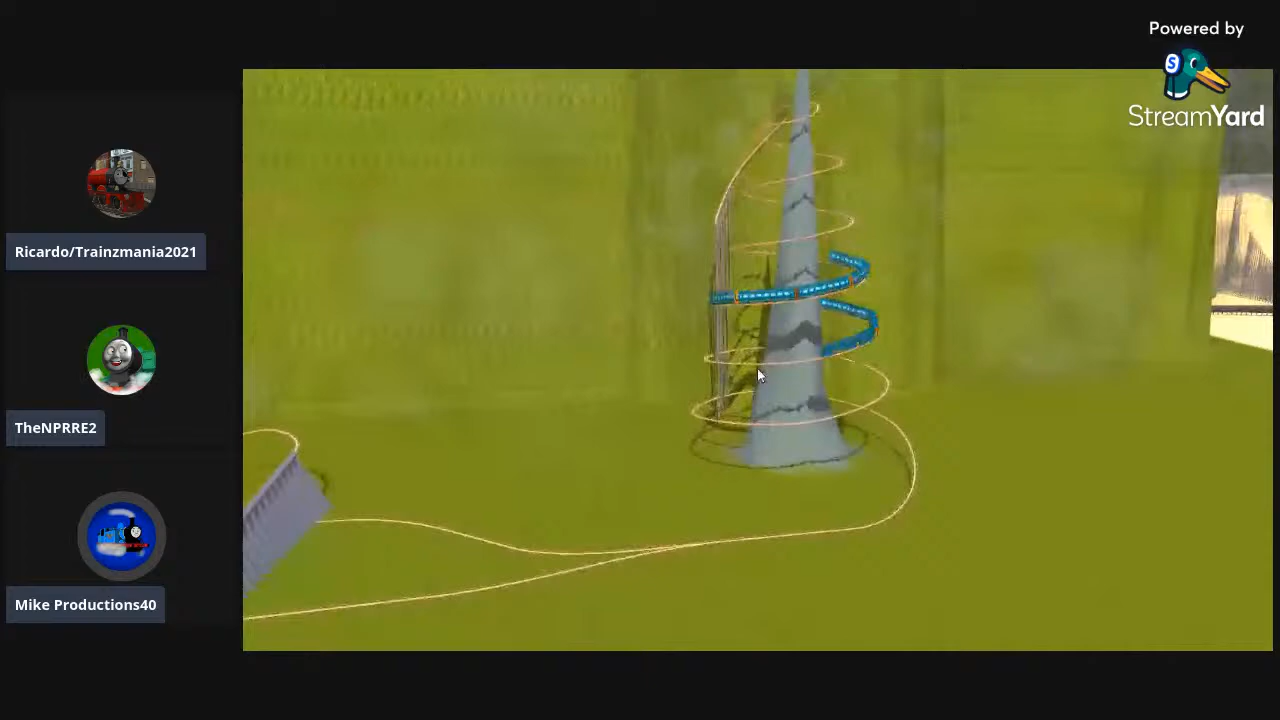 Powered by
S
StreamYard
Ricardo/Trainzmania2021
TheNPRRE2
Mike Productions40